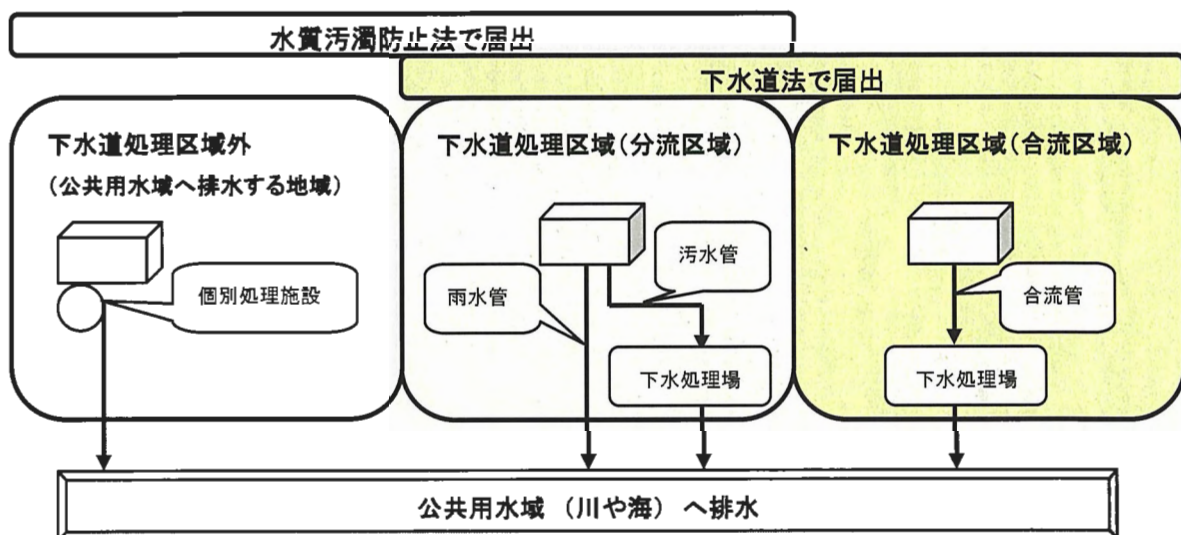 水質汚濁防止法で届出
下水道法で届出
下水道処理区域外
(公共用水域へ排水する地域)
個別処理施設
下水道処理区域(分流区域)
汚水管
雨水管
下水処理場
下水道処理区域(合流区域)
合流管
下水処理場
公共用水域 (川や海) へ排水